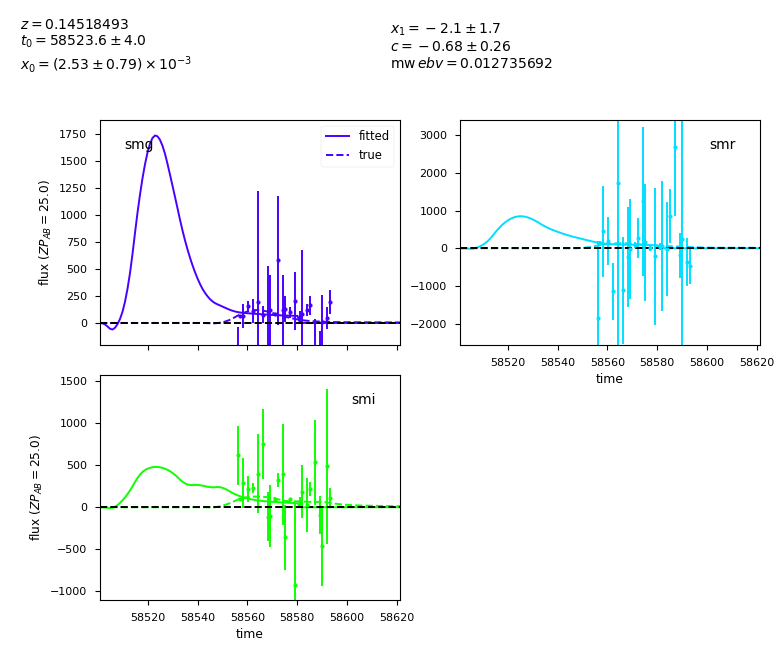 z = 0.14518493
t₀ = 58523.6 ± 4.0
x₀ = (2.53 ± 0.79) × 10⁻³
x₁ = −2.1 ± 1.7
c = −0.68 ± 0.26
mw ebv = 0.012735692
smg
fitted
true
1750
1500
1250
1000
750
500
250
0
flux (ZP_AB = 25.0)
smr
3000
2000
1000
0
−1000
−2000
58520 58540 58560 58580 58600 58620
time
smi
1500
1000
500
0
−500
−1000
flux (ZP_AB = 25.0)
58520 58540 58560 58580 58600 58620
time